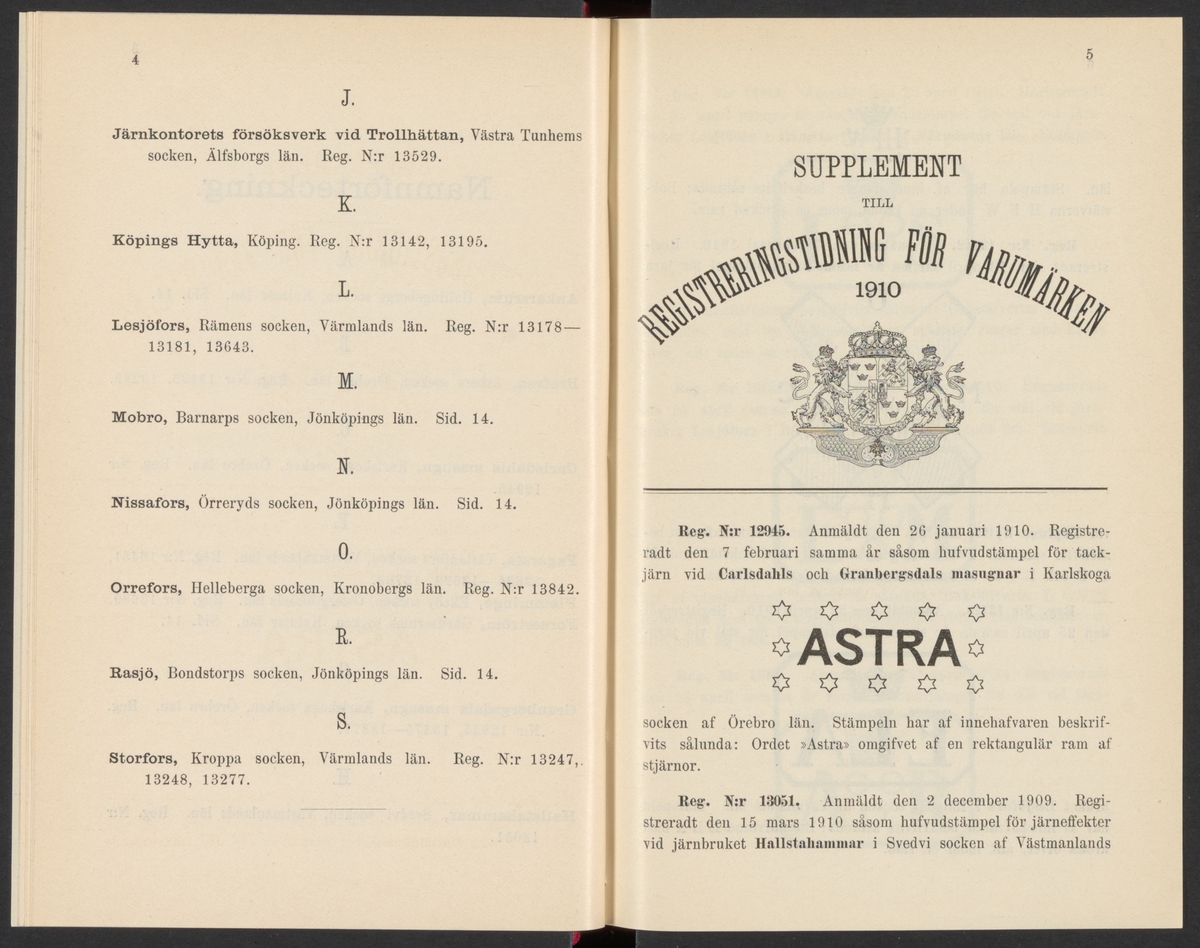 4
J.
Järnkontorets försöksverk vid Trollhättan, Västra Tunhems
socken, Älfsborgs län. Reg. N:r 13529.
K.
Köpings Hytta, Köping. Reg. N:r 13142, 13195.
L.
Lesjöfors, Rämens socken, Värmlands län. Reg. N:r 13178—
13181, 13643.
M.
Mobro, Barnarps socken, Jönköpings län. Sid. 14.
N.
Nissafors, Örreryds socken, Jönköpings län. Sid. 14.
O.
Orrefors, Helleberga socken, Kronobergs län. Reg. N:r 13842.
R.
Rasjö, Bondstorps socken, Jönköpings län. Sid. 14.
S.
Storfors, Kroppa socken, Värmlands län. Reg. N:r 13247,
13248, 13277.
5
SUPPLEMENT
TILL
REGISTRERINGSTIDNING FÖR VARUMÄRKEN
1910
Reg. N:r 12945. Anmäldt den 26 januari 1910. Registre-
radt den 7 februari samma år såsom hufvudstämpel för tack-
järn vid Carlsdahls och Granbergsdals masugnar i Karlskoga
ASTRA
socken af Örebro län. Stämpeln har af innehafvaren beskrif-
vits sålunda: Ordet »Astra» omgifvet af en rektangulär ram af
stjärnor.
Reg. N:r 13051. Anmäldt den 2 december 1909. Regi-
streradt den 15 mars 1910 såsom hufvudstämpel för järneffekter
vid järnbruket Hallstahammar i Svedvi socken af Västmanlands